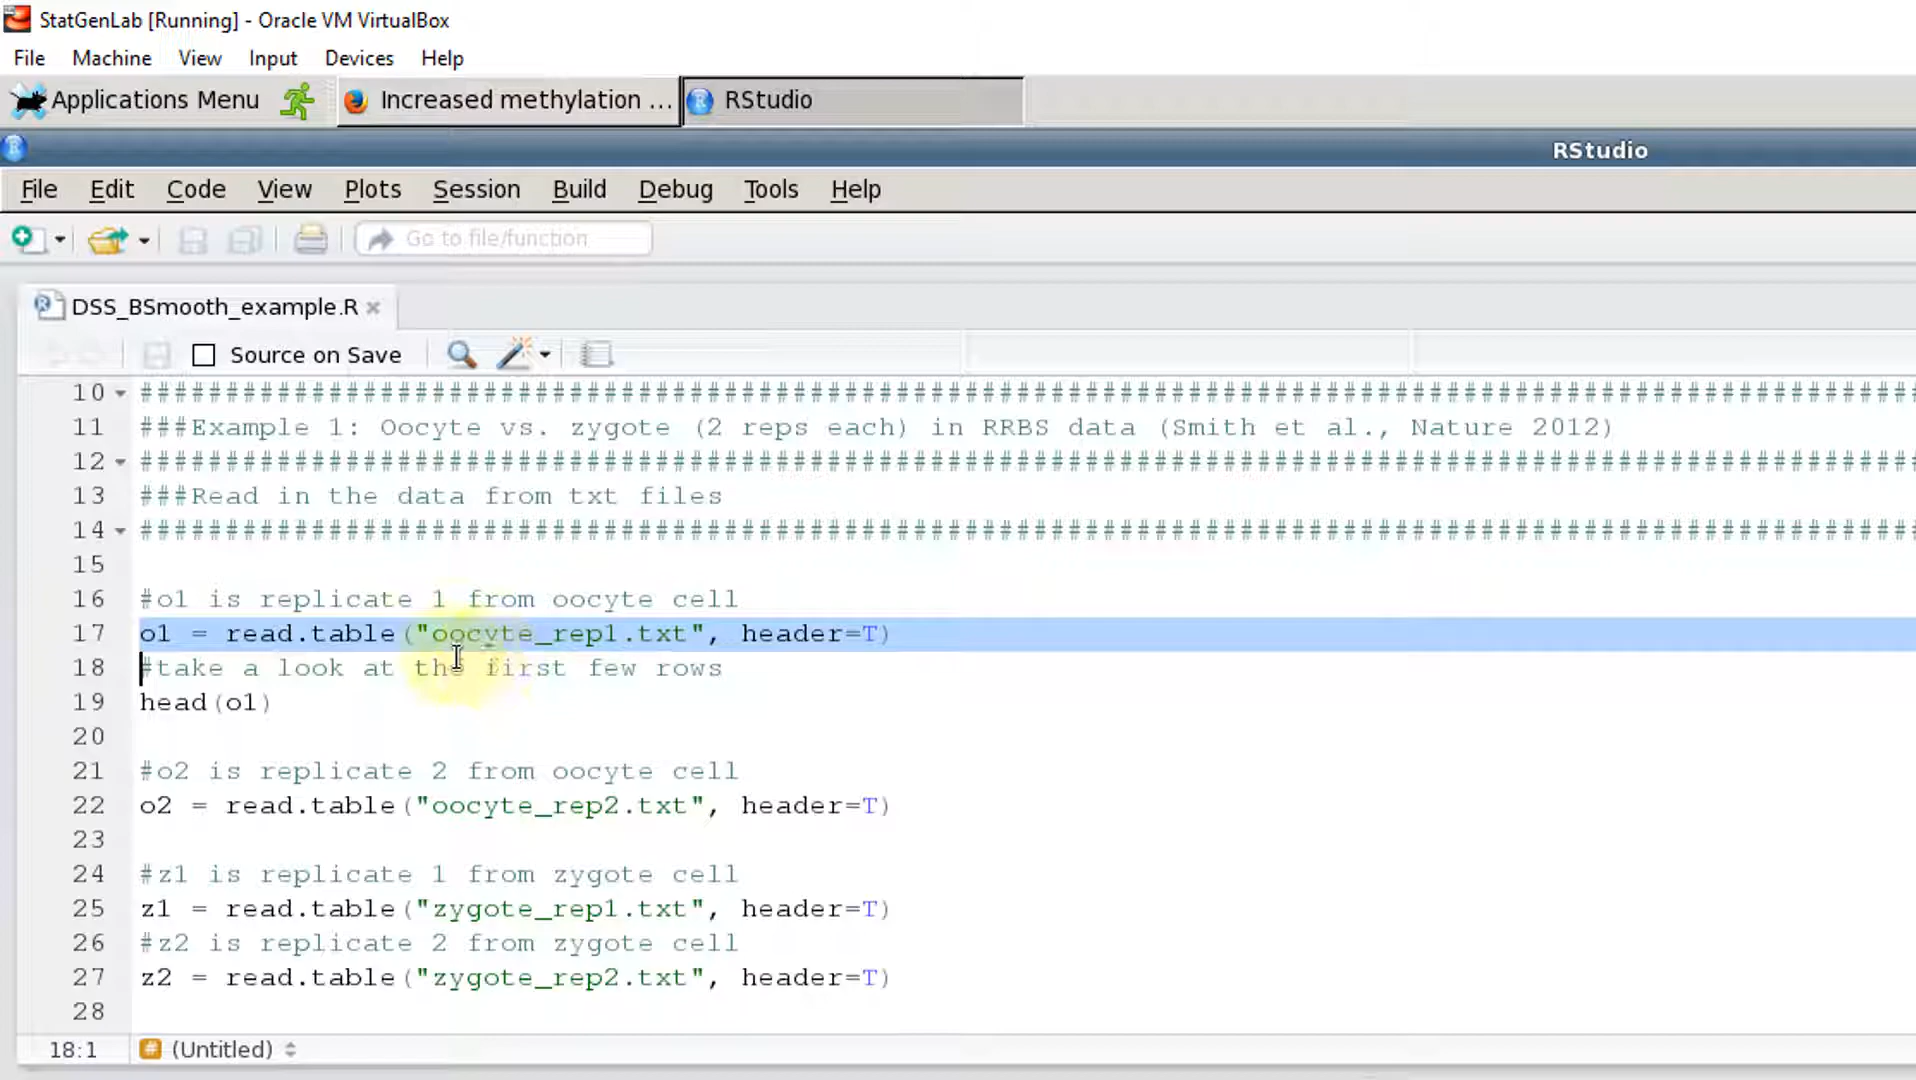 StatGenLab [Running] - Oracle VM VirtualBox
File Machine View Input Devices Help
Applications Menu Increased methylation ... RStudio
RStudio
File Edit Code View Plots Session Build Debug Tools Help
Go to file/function
DSS_BSmooth_example.R
Source on Save
10 ########################################################################################################
11 ###Example 1: Oocyte vs. zygote (2 reps each) in RRBS data (Smith et al., Nature 2012)
12 ########################################################################################################
13 ###Read in the data from txt files
14 ########################################################################################################
15
16 #o1 is replicate 1 from oocyte cell
17 o1 = read.table("oocyte_rep1.txt", header=T)
18 #take a look at the first few rows
19 head(o1)
20
21 #o2 is replicate 2 from oocyte cell
22 o2 = read.table("oocyte_rep2.txt", header=T)
23
24 #z1 is replicate 1 from zygote cell
25 z1 = read.table("zygote_rep1.txt", header=T)
26 #z2 is replicate 2 from zygote cell
27 z2 = read.table("zygote_rep2.txt", header=T)
28
18:1 # (Untitled)